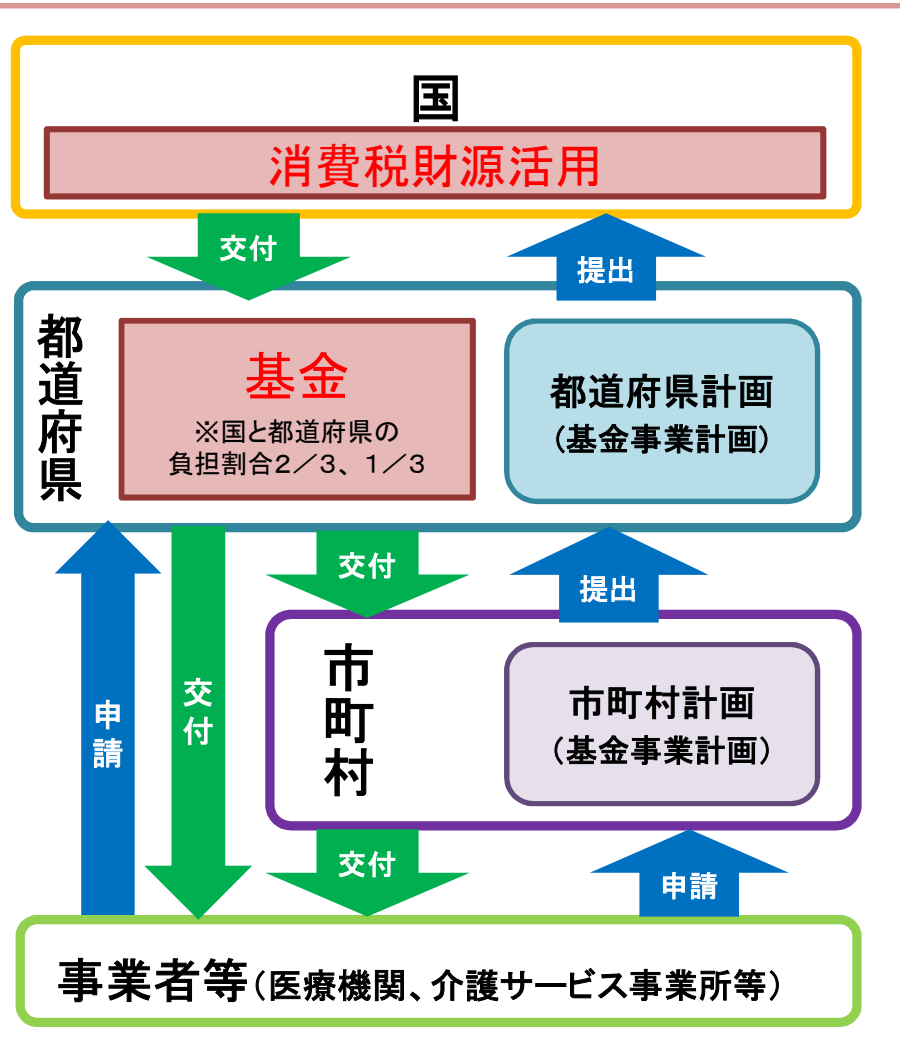 国
消費税財源活用
交付
提出
都道府県
基金
※国と都道府県の
負担割合2／3、1／3
都道府県計画
(基金事業計画)
交付
提出
申請
交付
市町村
市町村計画
(基金事業計画)
交付
申請
事業者等(医療機関、介護サービス事業所等)